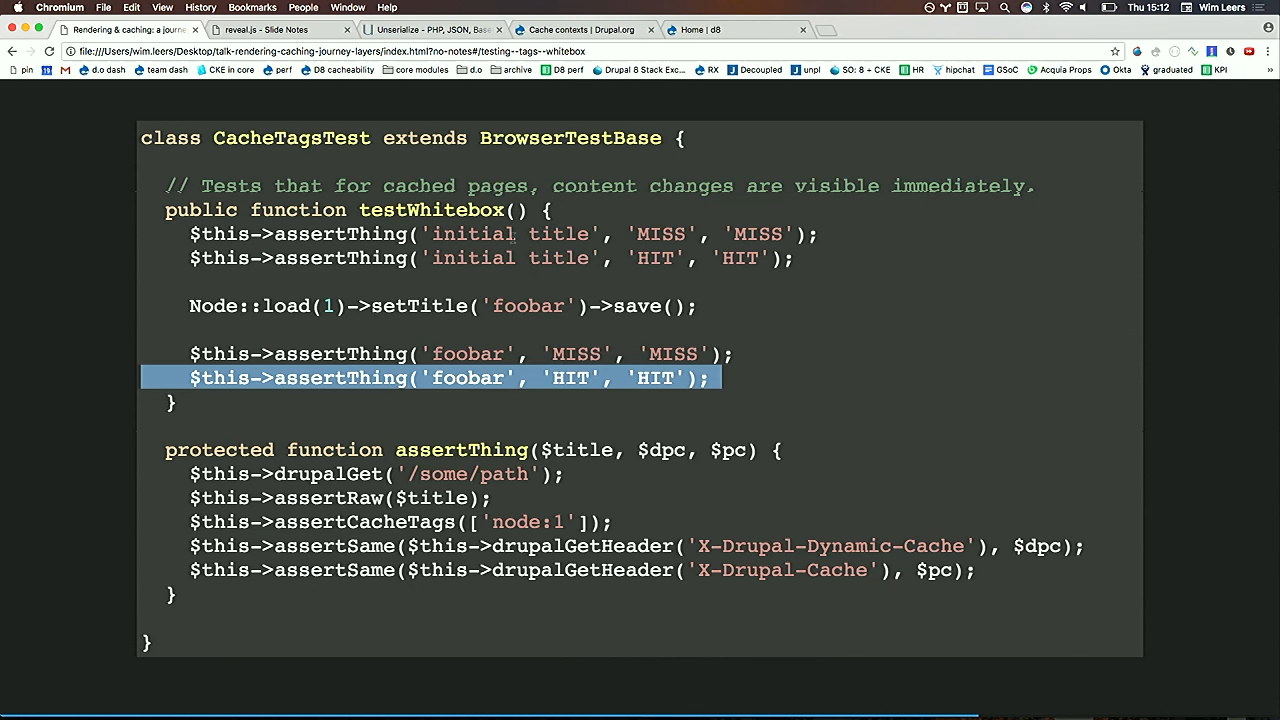 Chromium File Edit View History Bookmarks People Window Help Thu 15:12 Wim Leers
Rendering & caching: a journe × reveal.js - Slide Notes × Unserialize - PHP, JSON, Base × Cache contexts | Drupal.org × Home | d8 ×
file:///Users/wim.leers/Desktop/talk-rendering-caching-journey-layers/index.html?no-notes#/testing--tags--whitebox
pin d.o dash team dash CKE in core perf D8 cacheability core modules d.o archive D8 perf Drupal 8 Stack Exc... RX Decoupled unpl SO: 8 + CKE HR hipchat GSoC Acquia Props Okta graduated KPI »
class CacheTagsTest extends BrowserTestBase {
// Tests that for cached pages, content changes are visible immediately.
public function testWhitebox() {
$this->assertThing('initial title', 'MISS', 'MISS');
$this->assertThing('initial title', 'HIT', 'HIT');
Node::load(1)->setTitle('foobar')->save();
$this->assertThing('foobar', 'MISS', 'MISS');
$this->assertThing('foobar', 'HIT', 'HIT');
}
protected function assertThing($title, $dpc, $pc) {
$this->drupalGet('/some/path');
$this->assertRaw($title);
$this->assertCacheTags(['node:1']);
$this->assertSame($this->drupalGetHeader('X-Drupal-Dynamic-Cache'), $dpc);
$this->assertSame($this->drupalGetHeader('X-Drupal-Cache'), $pc);
}
}